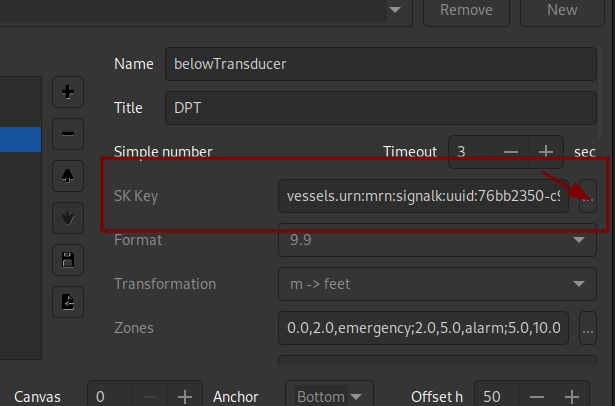 Remove New
Name belowTransducer
Title DPT
Simple number Timeout 3 sec
SK Key vessels.urn:mrn:signalk:uuid:76bb2350-c9 ...
Format 9.9
Transformation m -> feet
Zones 0.0,2.0,emergency;2.0,5.0,alarm;5.0,10.0 ...
Canvas 0 Anchor Bottom Offset h 50